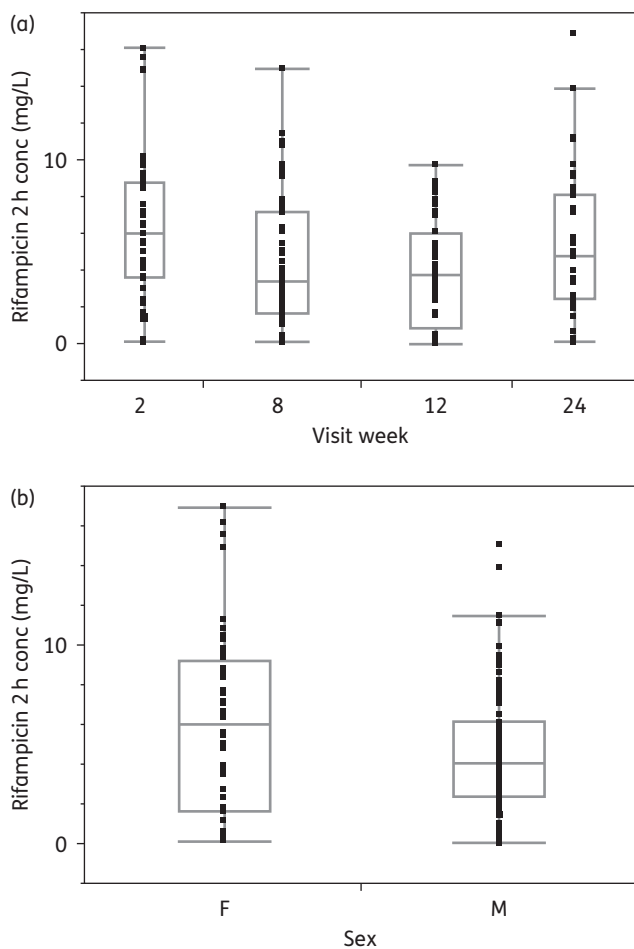 (a)
Rifampicin 2 h conc (mg/L)
10
0
2 8 12 24
Visit week
(b)
Rifampicin 2 h conc (mg/L)
10
0
F M
Sex